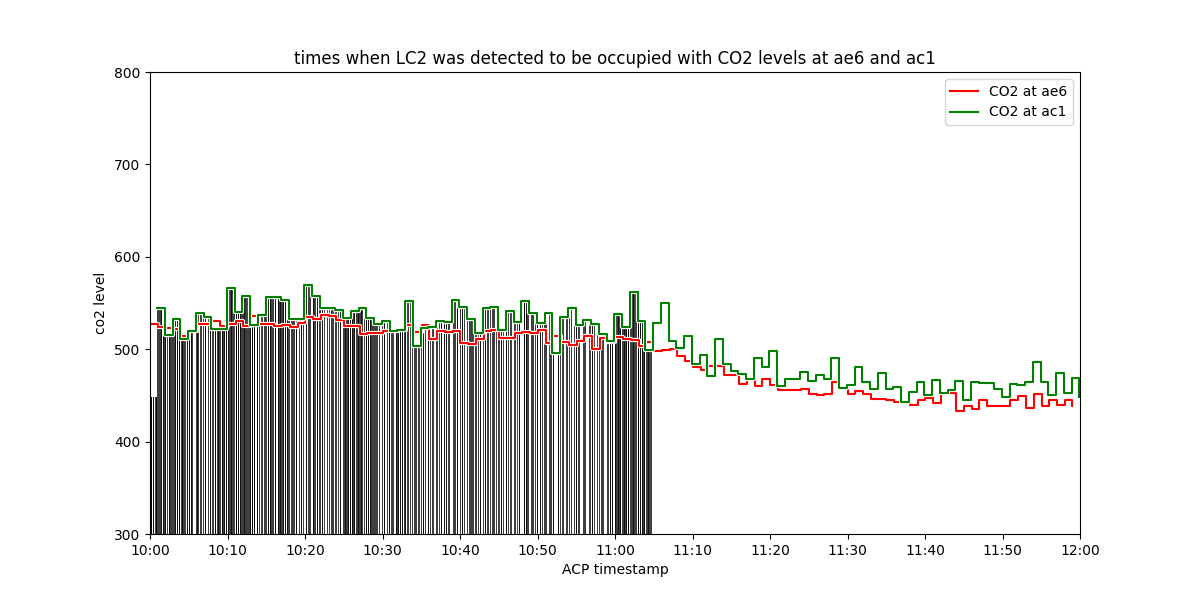 times when LC2 was detected to be occupied with CO2 levels at ae6 and ac1
CO2 at ae6
CO2 at ac1
800
700
600
500
400
300
co2 level
10:00 10:10 10:20 10:30 10:40 10:50 11:00 11:10 11:20 11:30 11:40 11:50 12:00
ACP timestamp